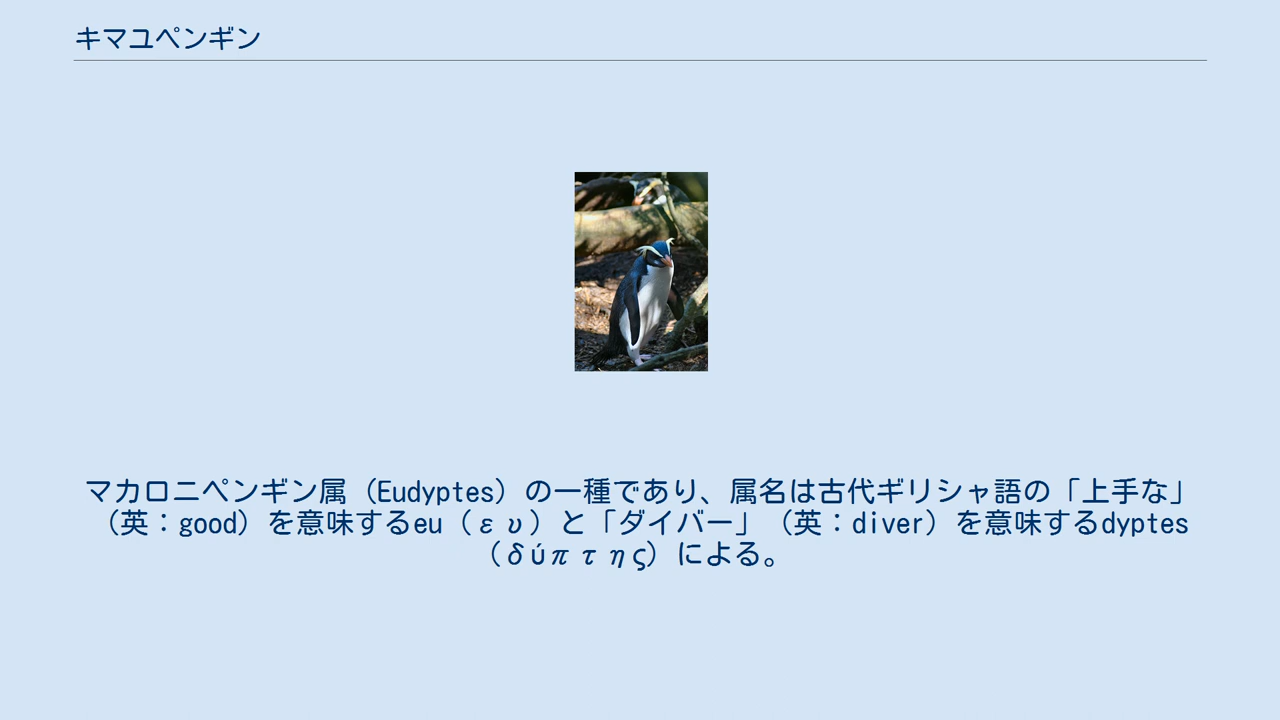 キマユペンギン
マカロニペンギン属（Eudyptes）の一種であり、属名は古代ギリシャ語の「上手な」
（英：good）を意味するeu（ευ）と「ダイバー」（英：diver）を意味するdyptes
（δύπτης）による。